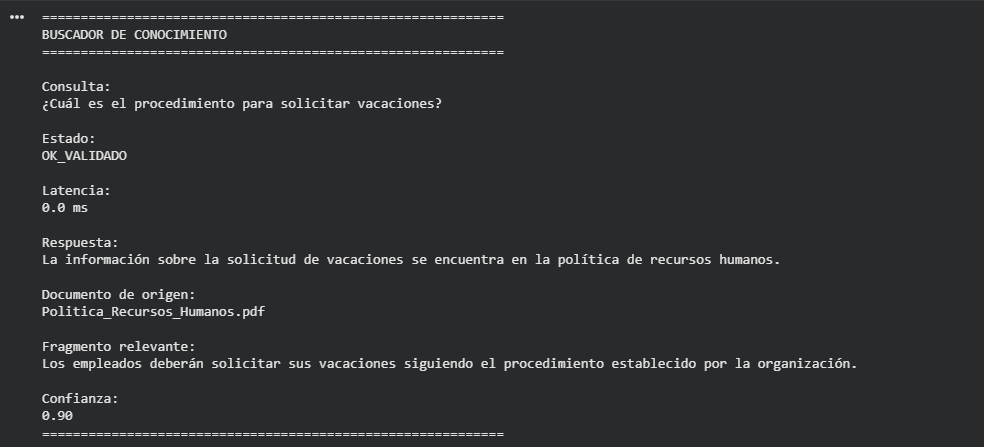 ••• ============================================================
BUSCADOR DE CONOCIMIENTO
============================================================
Consulta:
¿Cuál es el procedimiento para solicitar vacaciones?
Estado:
OK_VALIDADO
Latencia:
0.0 ms
Respuesta:
La información sobre la solicitud de vacaciones se encuentra en la política de recursos humanos.
Documento de origen:
Politica_Recursos_Humanos.pdf
Fragmento relevante:
Los empleados deberán solicitar sus vacaciones siguiendo el procedimiento establecido por la organización.
Confianza:
0.90
============================================================